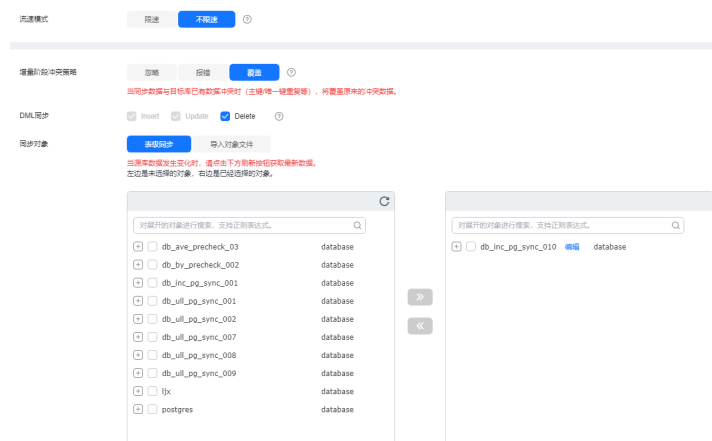 流速模式 限速 不限速
增量阶段冲突策略 忽略 报错 覆盖
当同步数据与目标库已有数据冲突时（主键/唯一键重复等），将覆盖原来的冲突数据。
DML同步 Insert Update Delete
同步对象 表级同步 导入对象文件
当源库数据发生变化时，请点击下方刷新按钮获取最新数据。
左边是未选择的对象，右边是已经选择的对象。
对展开的对象进行搜索，支持正则表达式。
db_ave_precheck_03 database
db_by_precheck_002 database
db_inc_pg_sync_001 database
db_ull_pg_sync_001 database
db_ull_pg_sync_002 database
db_ull_pg_sync_007 database
db_ull_pg_sync_008 database
db_ull_pg_sync_009 database
ljx database
postgres database
对展开的对象进行搜索，支持正则表达式。
db_inc_pg_sync_010 编辑 database